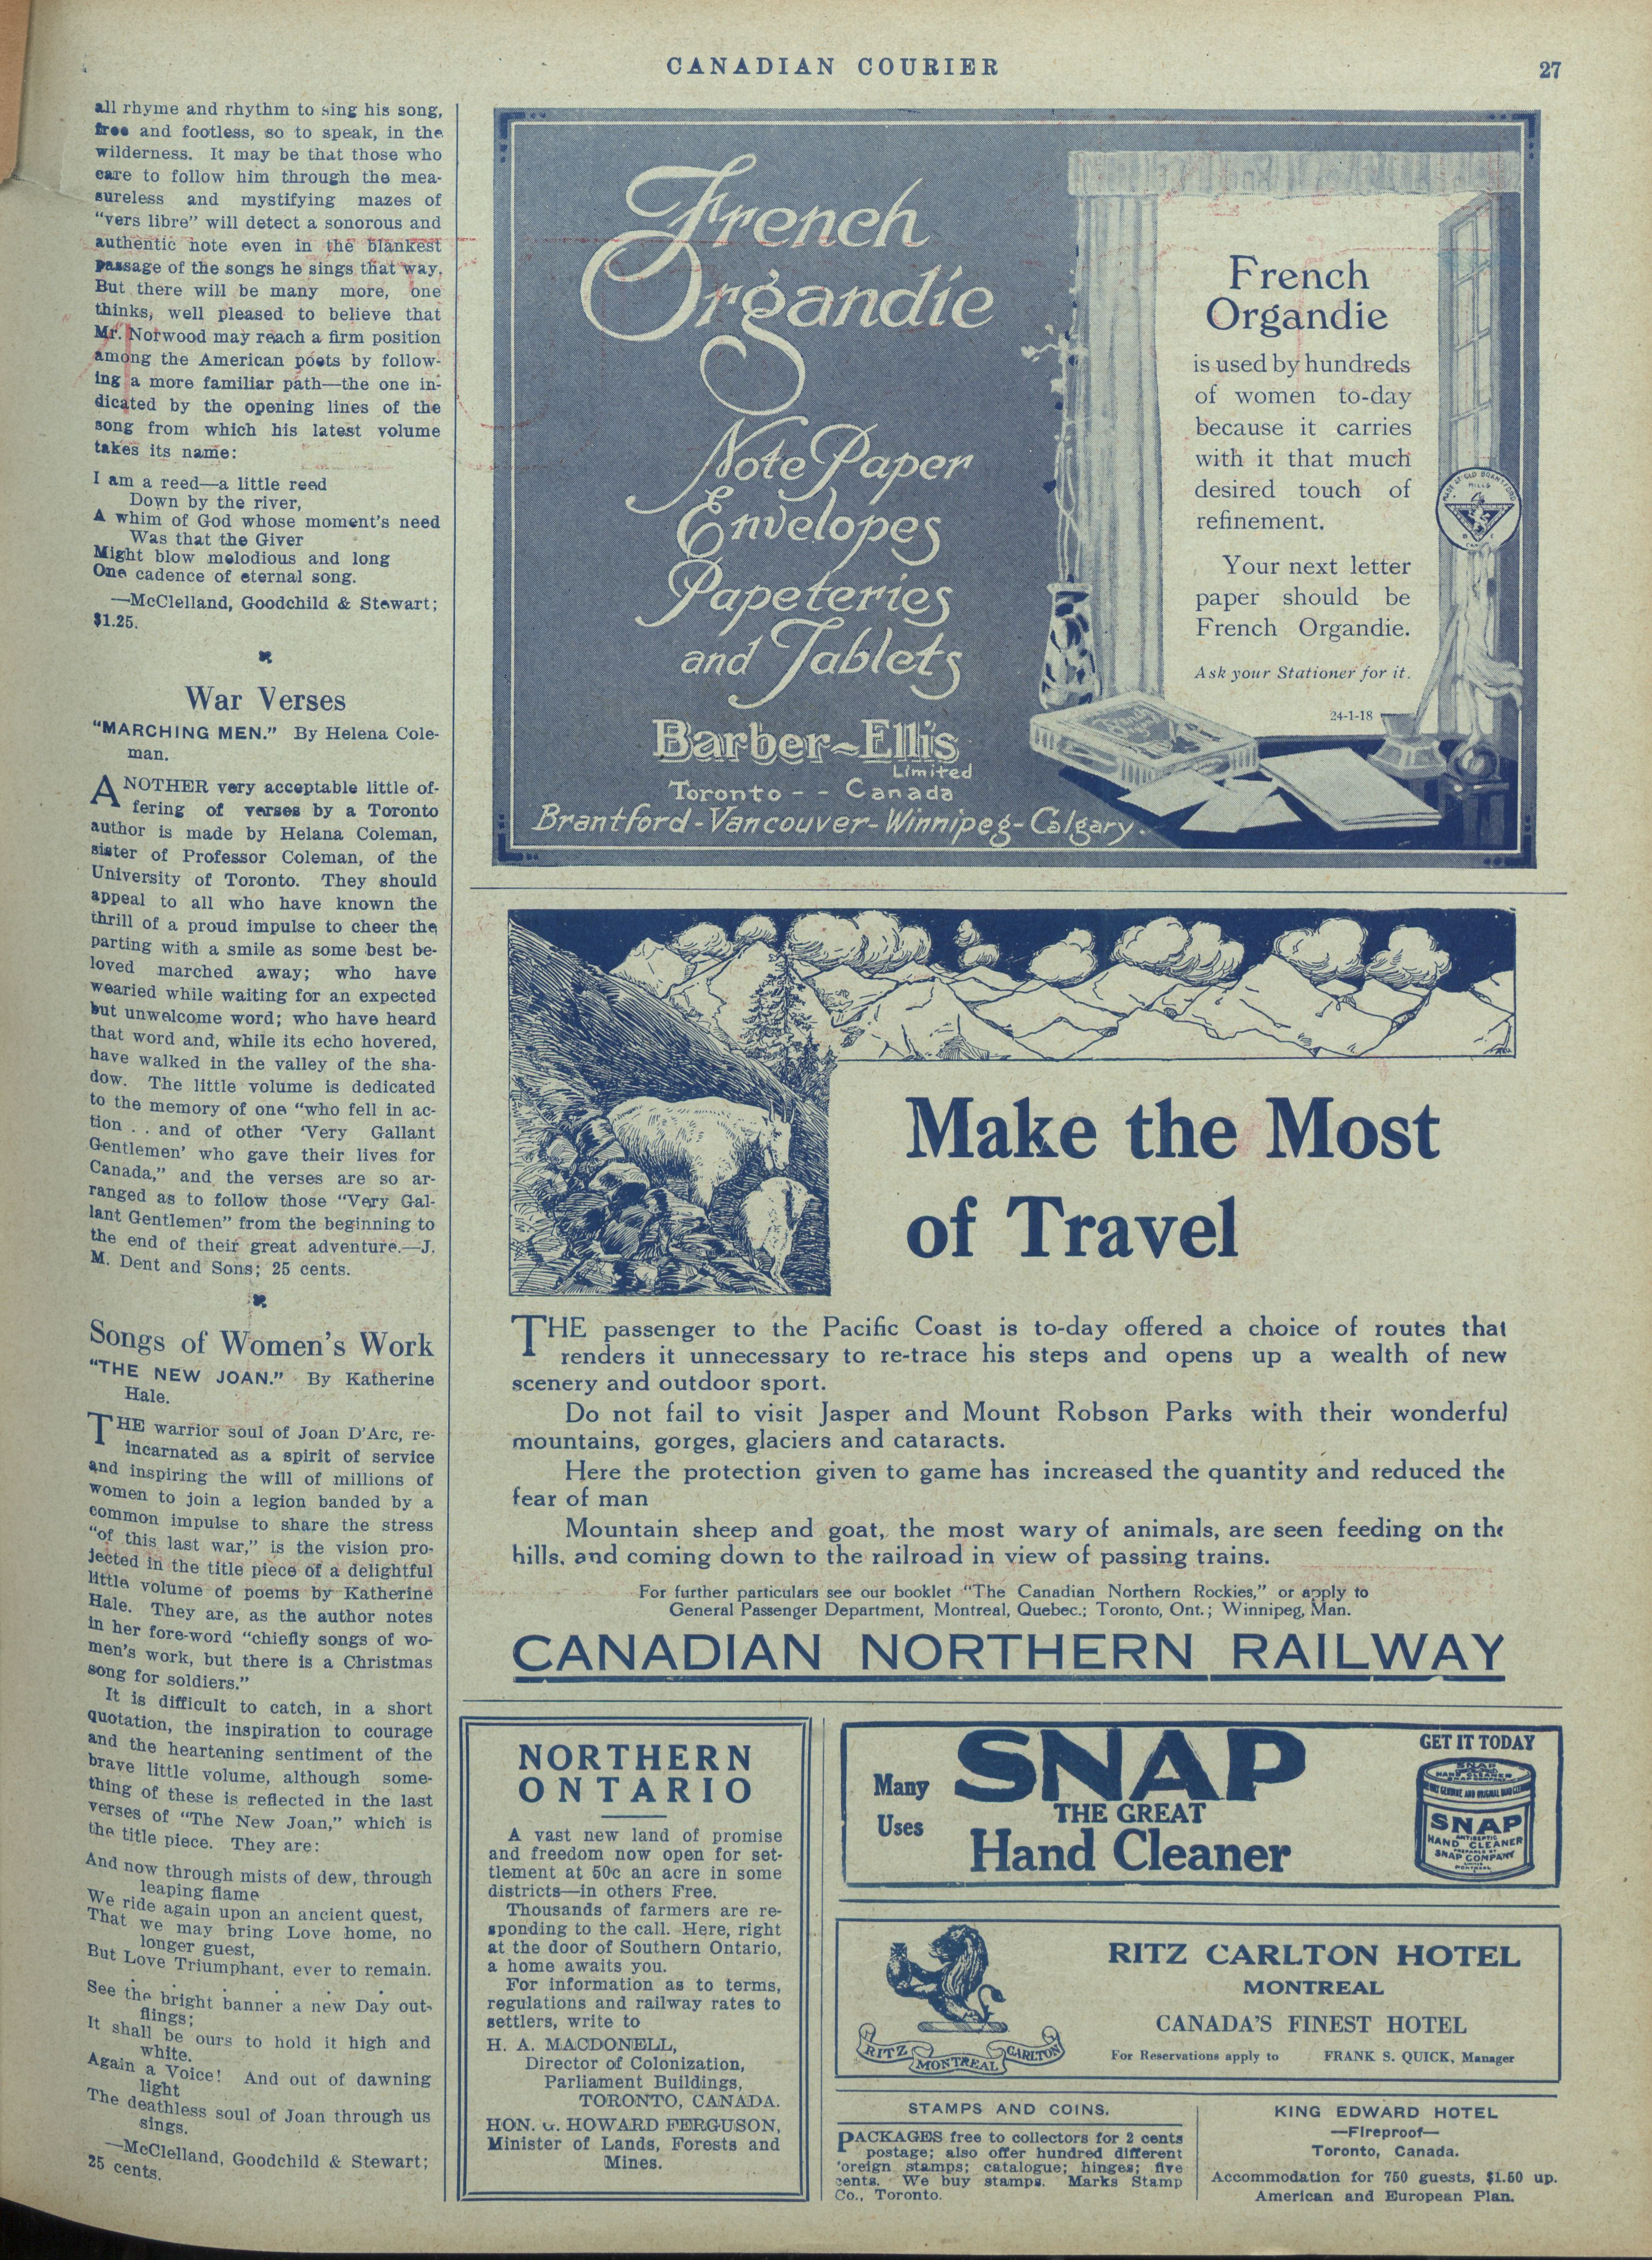 CANADIAN COURIER
27
all rhyme and rhythm to sing his song,
free and footless, so to speak, in the
wilderness. It may be that those who
care to follow him through the mea-
sureless and mystifying mazes of
“vers libre” will detect a sonorous and
authentic note even in the blankest
passage of the songs he sings that way.
But there will be many more, one
thinks, well pleased to believe that
Mr. Norwood may reach a firm position
among the American poets by follow-
ing a more familiar path—the one in-
dicated by the opening lines of the
song from which his latest volume
takes its name:
I am a reed—a little reed
Down by the river,
A whim of God whose moment's need
Was that the Giver
Might blow melodious and long
One cadence of eternal song.
—McClelland, Goodchild & Stewart;
$1.25.
War Verses
“MARCHING MEN.” By Helena Cole-
man.
ANOTHER very acceptable little of-
fering of verses by a Toronto
author is made by Helana Coleman,
sister of Professor Coleman, of the
University of Toronto. They should
appeal to all who have known the
thrill of a proud impulse to cheer the
parting with a smile as some best be-
loved marched away; who have
wearied while waiting for an expected
but unwelcome word; who have heard
that word and, while its echo hovered,
have walked in the valley of the sha-
dow. The little volume is dedicated
to the memory of one “who fell in ac-
tion . . and of other ‘Very Gallant
Gentlemen’ who gave their lives for
Canada,” and the verses are so ar-
ranged as to follow those “Very Gal-
lant Gentlemen” from the beginning to
the end of their great adventure.—J.
M. Dent and Sons; 25 cents.
Songs of Women's Work
“THE NEW JOAN.” By Katherine
Hale.
THE warrior soul of Joan D'Arc, re-
incarnated as a spirit of service
and inspiring the will of millions of
women to join a legion banded by a
common impulse to share the stress
“of this last war,” is the vision pro-
jected in the title piece of a delightful
little volume of poems by Katherine
Hale. They are, as the author notes
in her fore-word “chiefly songs of wo-
men's work, but there is a Christmas
song for soldiers.”
It is difficult to catch, in a short
quotation, the inspiration to courage
and the heartening sentiment of the
brave little volume, although some-
thing of these is reflected in the last
verses of “The New Joan,” which is
the title piece. They are:
And now through mists of dew, through
leaping flame
We ride again upon an ancient quest,
That we may bring Love home, no
longer guest,
But Love Triumphant, ever to remain.
. . . .
See the bright banner a new Day out-
flings;
It shall be ours to hold it high and
white.
Again a Voice! And out of dawning
light
The deathless soul of Joan through us
sings.
—McClelland, Goodchild & Stewart;
25 cents.
French
Organdie
Note Paper
Envelopes
Papeteries
and Tablets
Barber~Ellis
Limited
Toronto - - Canada
Brantford - Vancouver - Winnipeg - Calgary.
French
Organdie
is used by hundreds
of women to-day
because it carries
with it that much
desired touch of
refinement.
Your next letter
paper should be
French Organdie.
Ask your Stationer for it.
24-1-18
Make the Most
of Travel
THE passenger to the Pacific Coast is to-day offered a choice of routes that
renders it unnecessary to re-trace his steps and opens up a wealth of new
scenery and outdoor sport.
Do not fail to visit Jasper and Mount Robson Parks with their wonderful
mountains, gorges, glaciers and cataracts.
Here the protection given to game has increased the quantity and reduced the
fear of man
Mountain sheep and goat, the most wary of animals, are seen feeding on the
hills, and coming down to the railroad in view of passing trains.
For further particulars see our booklet “The Canadian Northern Rockies,” or apply to
General Passenger Department, Montreal, Quebec.; Toronto, Ont.; Winnipeg, Man.
CANADIAN NORTHERN RAILWAY
NORTHERN
ONTARIO
A vast new land of promise
and freedom now open for set-
tlement at 50c an acre in some
districts—in others Free.
Thousands of farmers are re-
sponding to the call. Here, right
at the door of Southern Ontario,
a home awaits you.
For information as to terms,
regulations and railway rates to
settlers, write to
H. A. MACDONELL,
Director of Colonization,
Parliament Buildings,
TORONTO, CANADA.
HON. G. HOWARD FERGUSON,
Minister of Lands, Forests and
Mines.
Many
Uses
SNAP
THE GREAT
Hand Cleaner
GET IT TODAY
SNAP
HAND CLEANER
SNAP
ANTISEPTIC
HAND CLEANER
PREPARED BY
SNAP COMPANY
LIMITED
MONTREAL
RITZ
MONTREAL
CARLTON
RITZ CARLTON HOTEL
MONTREAL
CANADA'S FINEST HOTEL
For Reservations apply to FRANK S. QUICK, Manager
STAMPS AND COINS.
PACKAGES free to collectors for 2 cents
postage; also offer hundred different
foreign stamps; catalogue; hinges; five
cents. We buy stamps. Marks Stamp
Co., Toronto.
KING EDWARD HOTEL
—Fireproof—
Toronto, Canada.
Accommodation for 750 guests, $1.50 up.
American and European Plan.